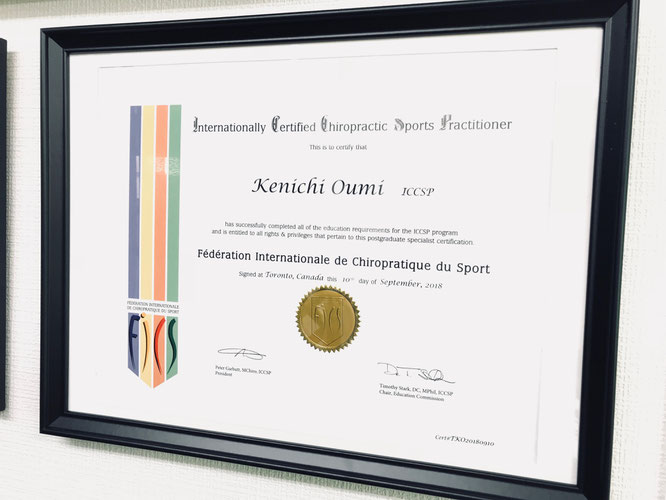 Internationally Certified Chiropractic Sports Practitioner
This is to certify that
Kenichi Oumi ICCSP
has successfully completed all of the education requirements for the ICCSP program
and is entitled to all rights & privileges that pertain to this postgraduate specialist certification
Fédération Internationale de Chiropratique du Sport
Signed at Toronto, Canada this 10th day of September, 2018
FÉDÉRATION INTERNATIONALE
DE CHIROPRATIQUE DU SPORT
FICS
Peter Garbutt, MChiro, ICCSP
President
Timothy Stark, DC, MPhil, ICCSP
Chair, Education Commission
Cert#TXO20180910